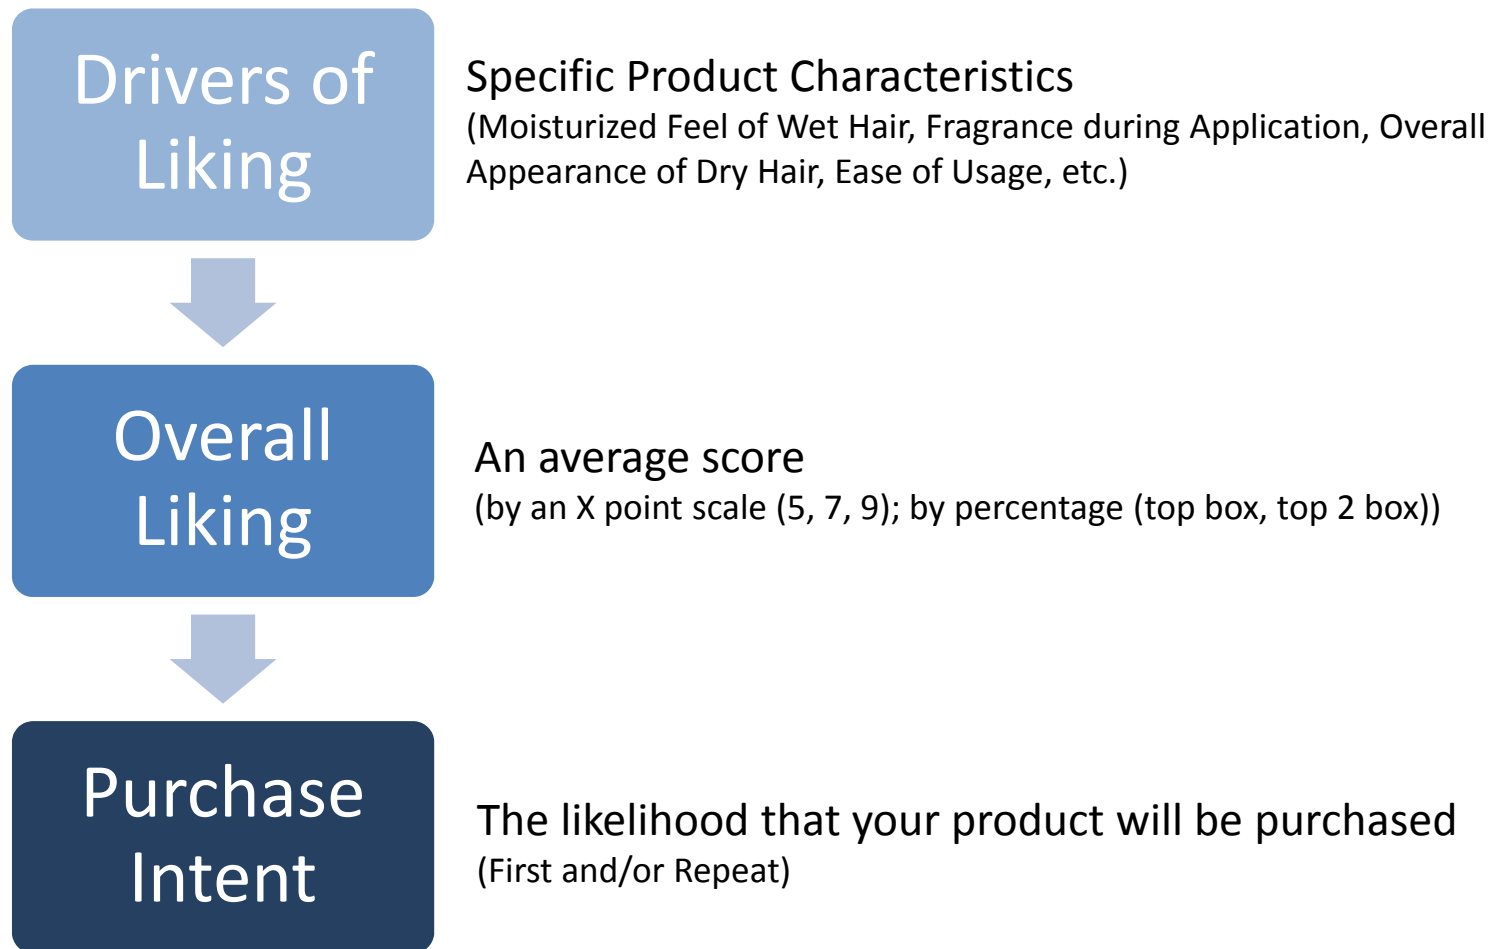 Drivers of
Liking
Specific Product Characteristics
(Moisturized Feel of Wet Hair, Fragrance during Application, Overall
Appearance of Dry Hair, Ease of Usage, etc.)
Overall
Liking
An average score
(by an X point scale (5, 7, 9); by percentage (top box, top 2 box))
Purchase
Intent
The likelihood that your product will be purchased
(First and/or Repeat)